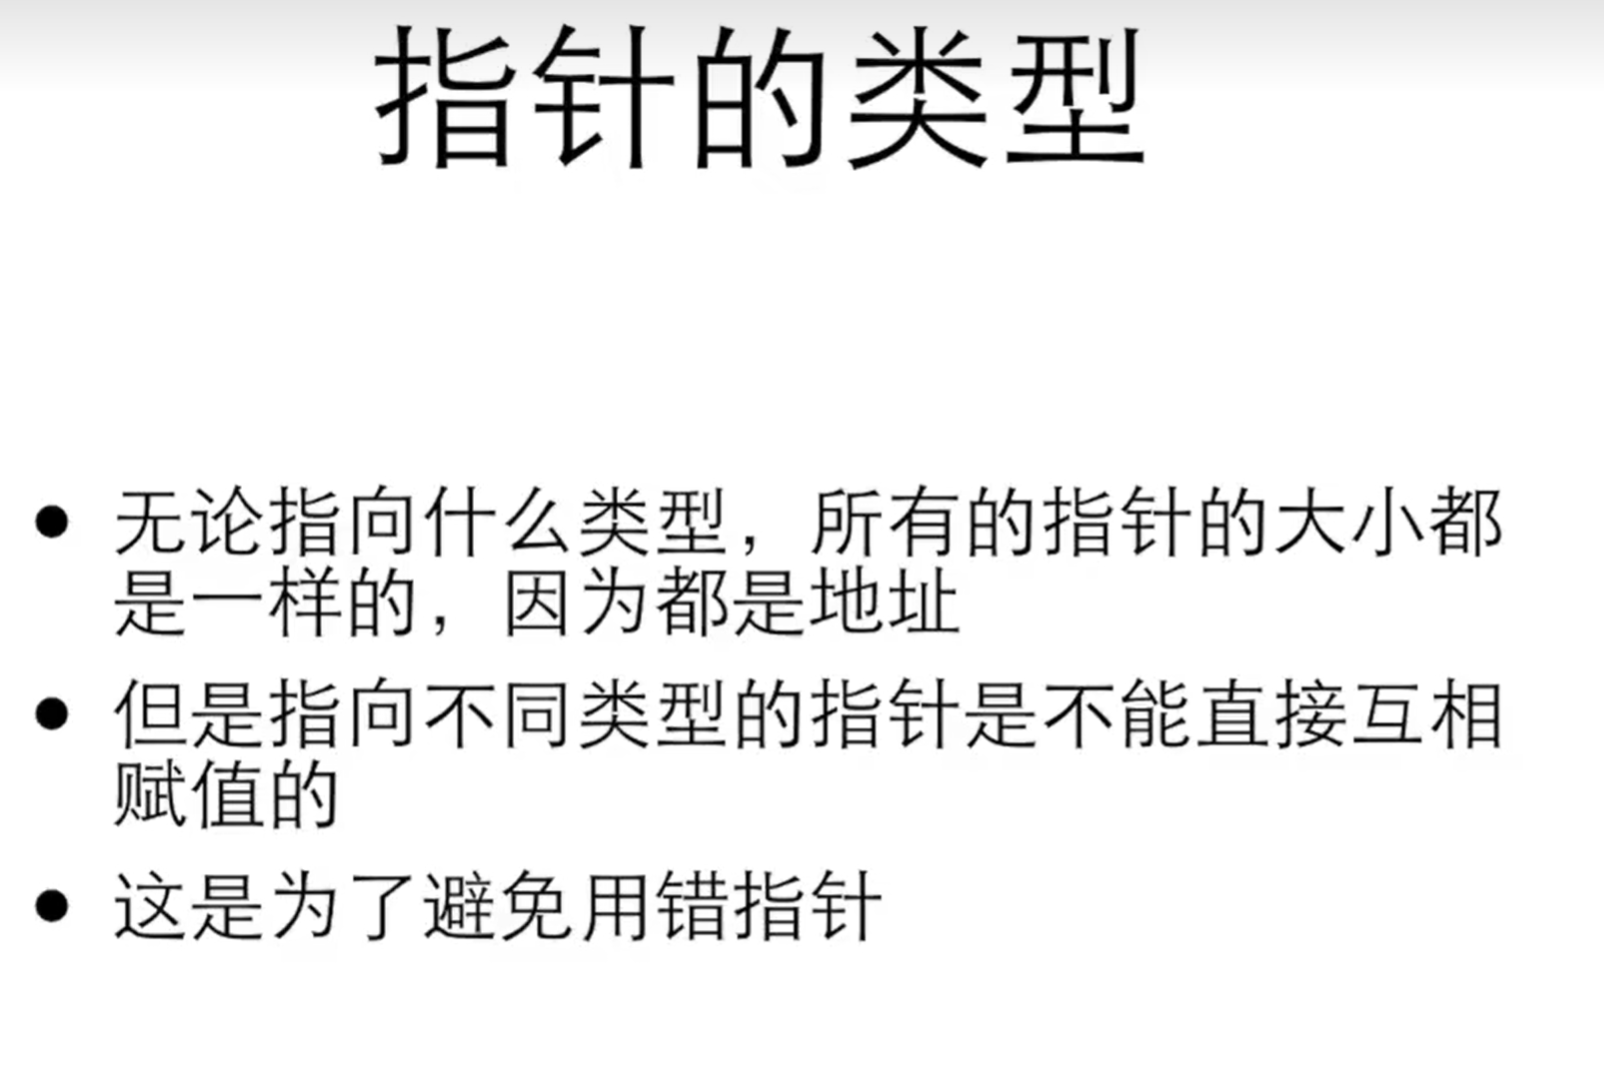 指针的类型
● 无论指向什么类型，所有的指针的大小都
是一样的，因为都是地址
● 但是指向不同类型的指针是不能直接互相
赋值的
● 这是为了避免用错指针